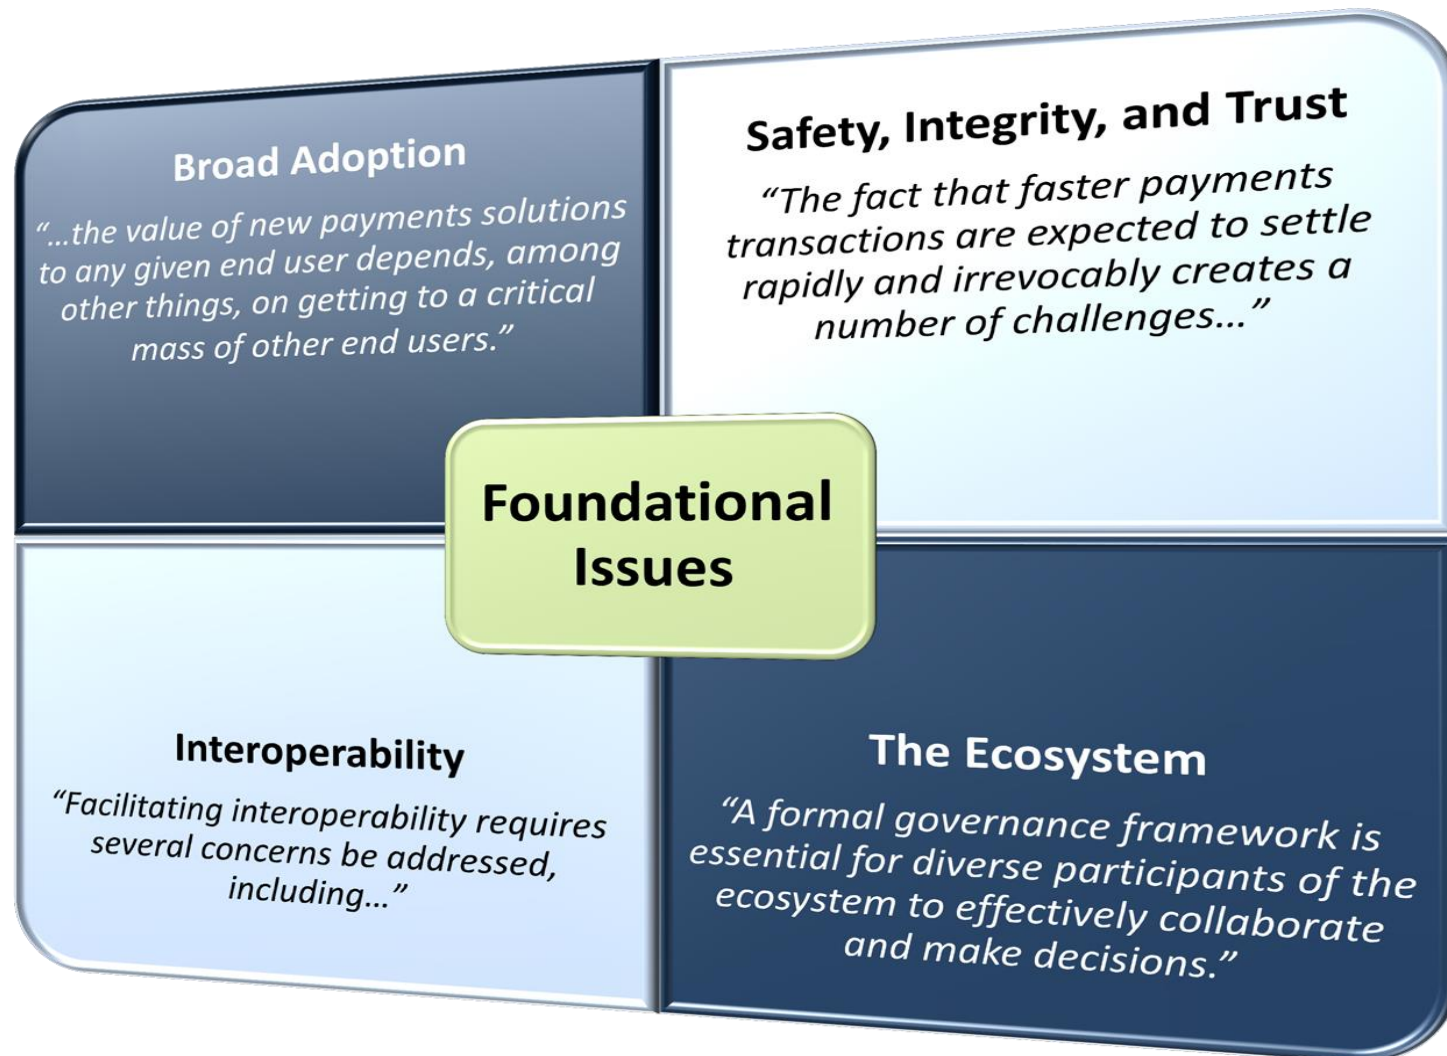 Broad Adoption
“…the value of new payments solutions
to any given end user depends, among
other things, on getting to a critical
mass of other end users.”
Safety, Integrity, and Trust
“The fact that faster payments
transactions are expected to settle
rapidly and irrevocably creates a
number of challenges…”
Foundational
Issues
Interoperability
“Facilitating interoperability requires
several concerns be addressed,
including…”
The Ecosystem
“A formal governance framework is
essential for diverse participants of the
ecosystem to effectively collaborate
and make decisions.”